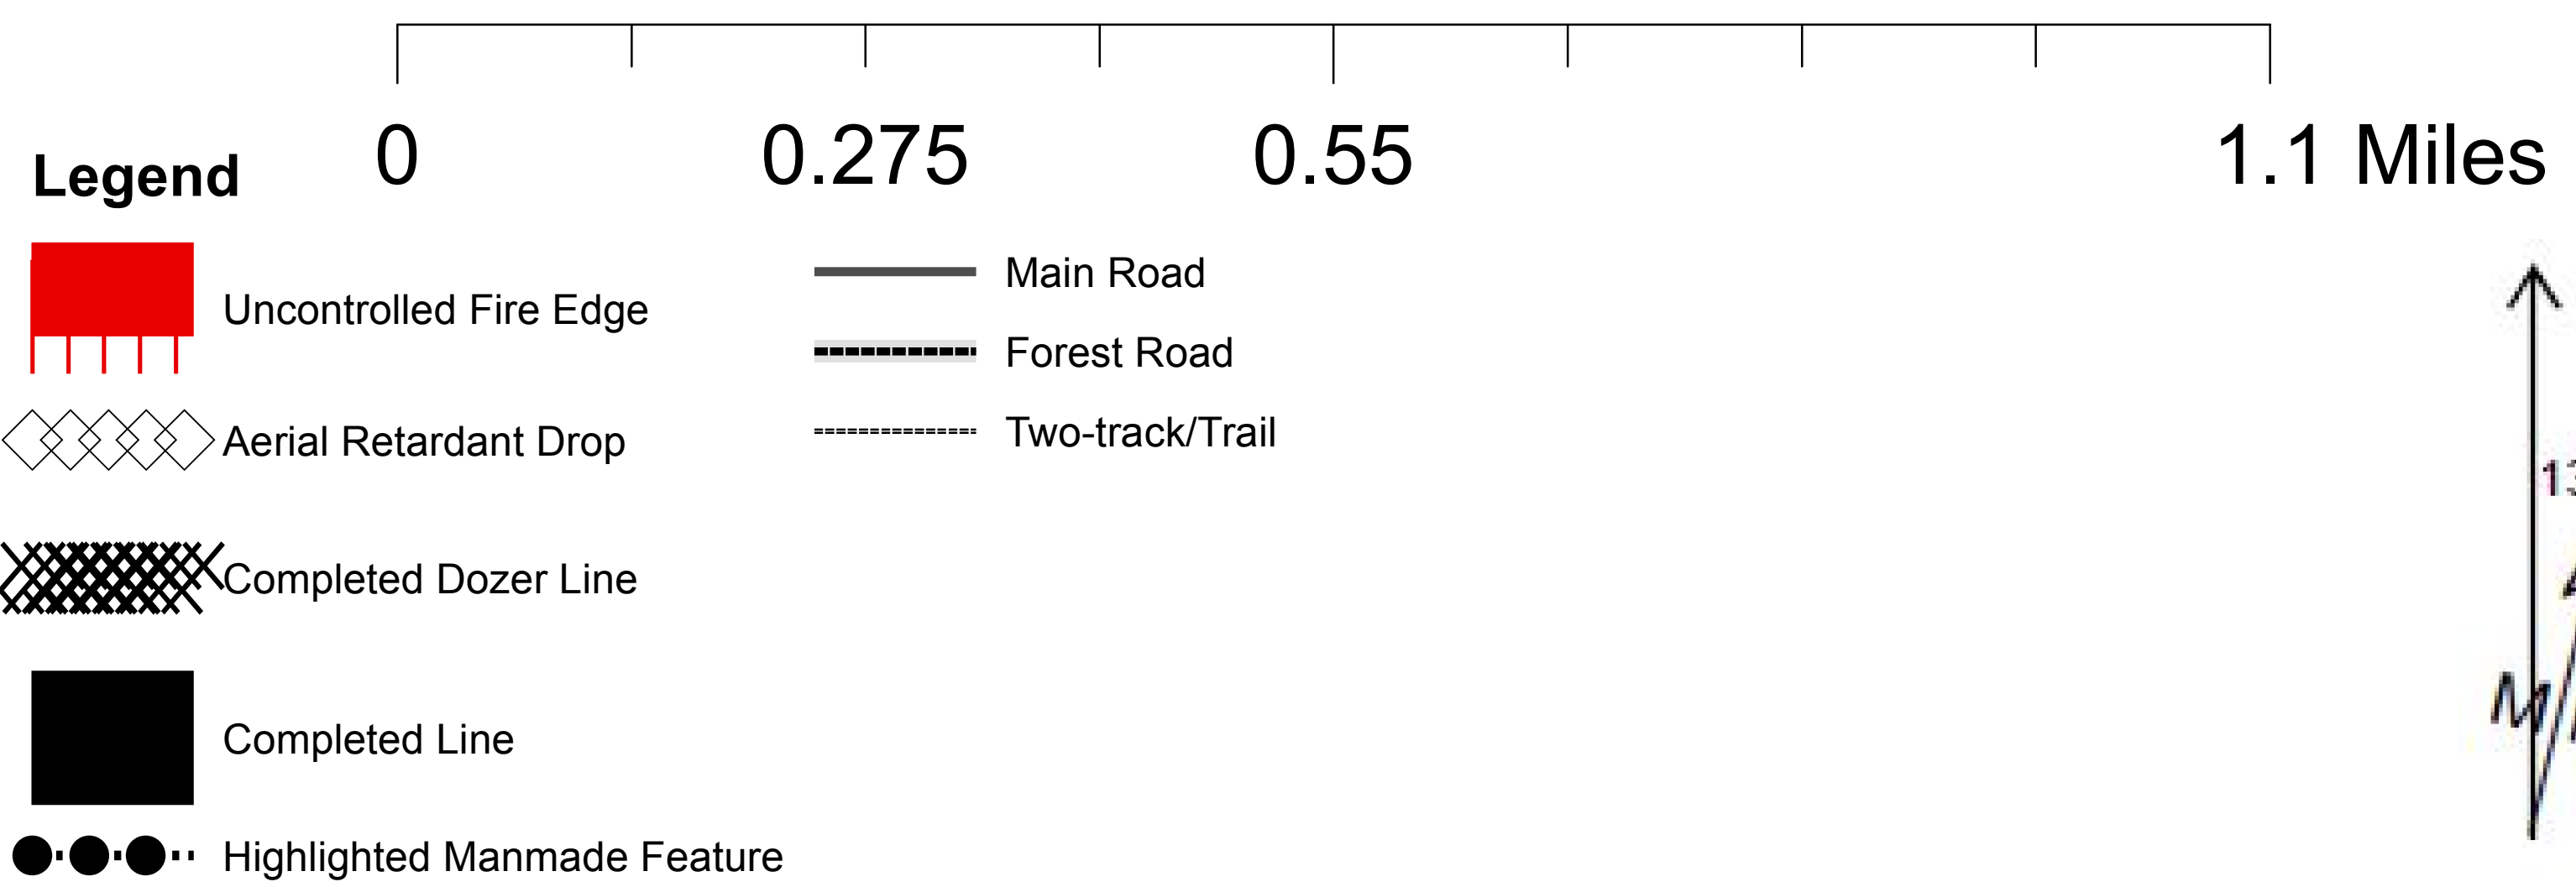 0 0.275 0.55 1.1 Miles
Legend
Uncontrolled Fire Edge
Aerial Retardant Drop
Completed Dozer Line
Completed Line
Highlighted Manmade Feature
Main Road
Forest Road
Two-track/Trail